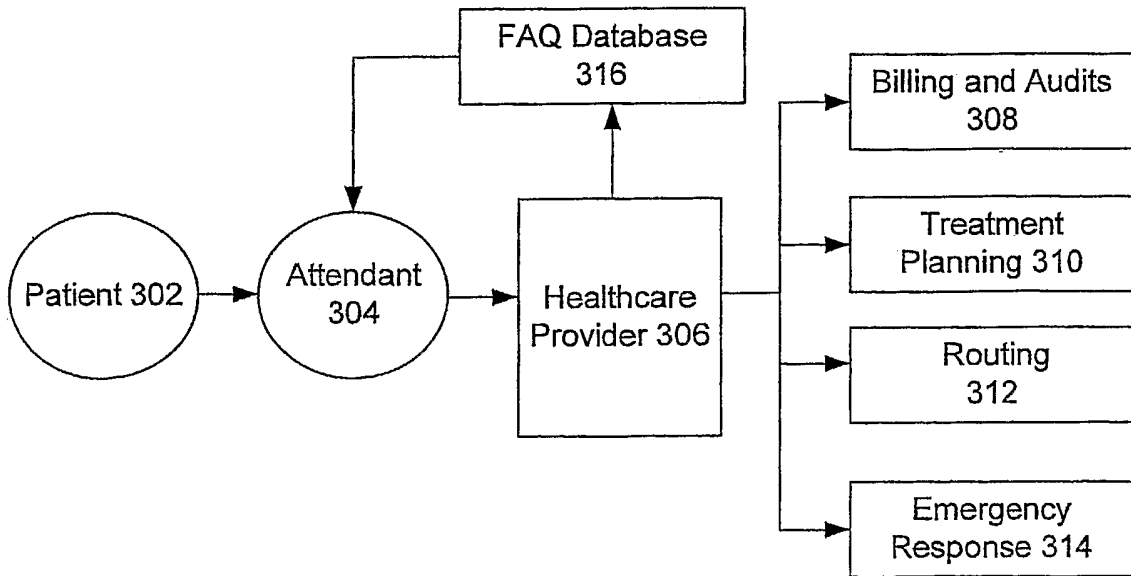 FAQ Database
316
Billing and Audits
308
Treatment
Planning 310
Patient 302
Attendant
304
Healthcare
Provider 306
Routing
312
Emergency
Response 314